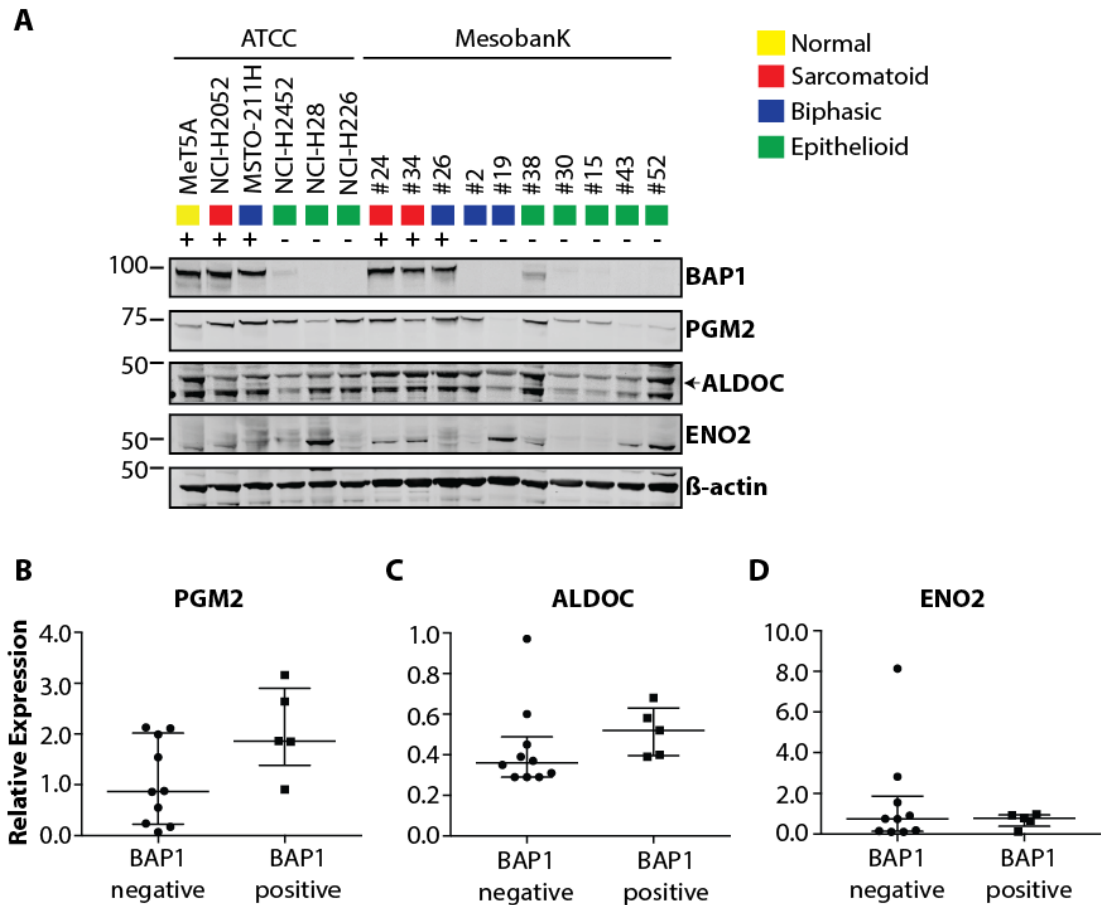 A
ATCC
MesobanK
Normal
Sarcomatoid
Biphasic
Epithelioid
MeT5A
NCI-H2052
MSTO-211H
NCI-H2452
NCI-H28
NCI-H226
#24
#34
#26
#2
#19
#38
#30
#15
#43
#52
+ + + - - - + + + - - - - - - -
100
BAP1
75
PGM2
50
ALDOC
50
ENO2
50
ß-actin
B
PGM2
Relative Expression
4.0
3.0
2.0
1.0
0.0
BAP1
negative
BAP1
positive
C
ALDOC
1.0
0.8
0.6
0.4
0.2
0.0
BAP1
negative
BAP1
positive
D
ENO2
10.0
8.0
6.0
4.0
2.0
0.0
BAP1
negative
BAP1
positive